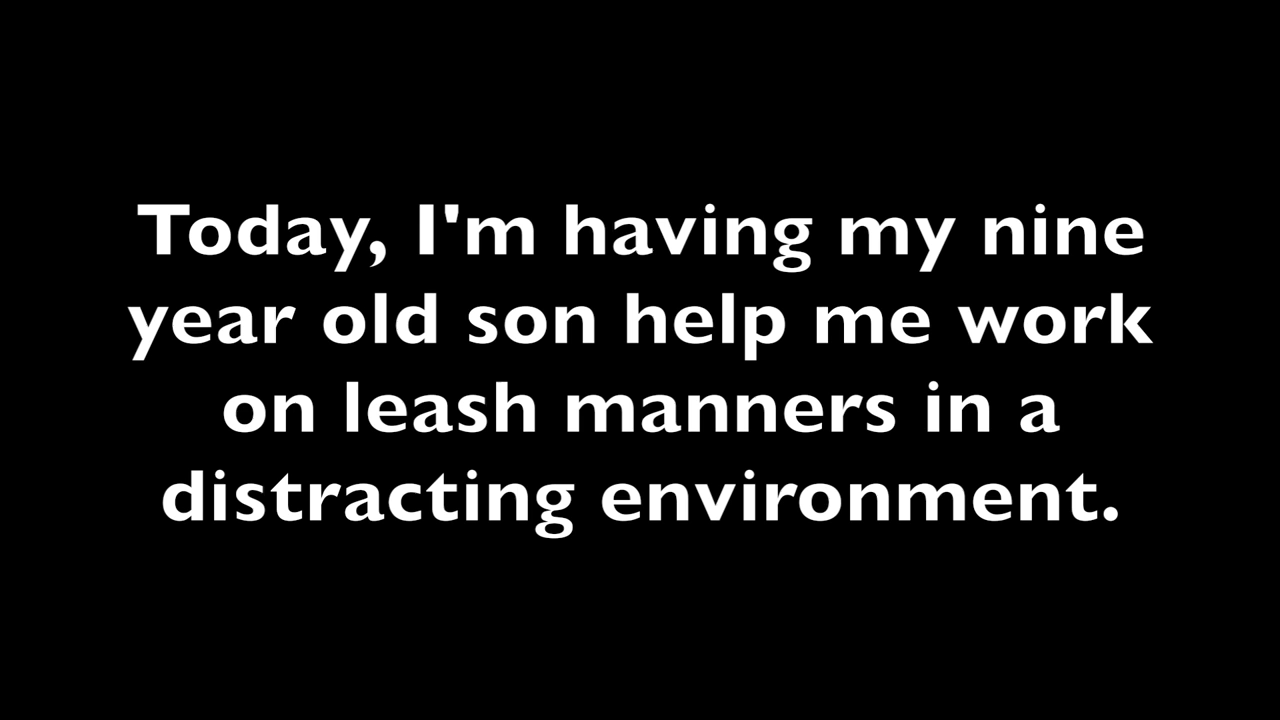 Today, I'm having my nine
year old son help me work
on leash manners in a
distracting environment.